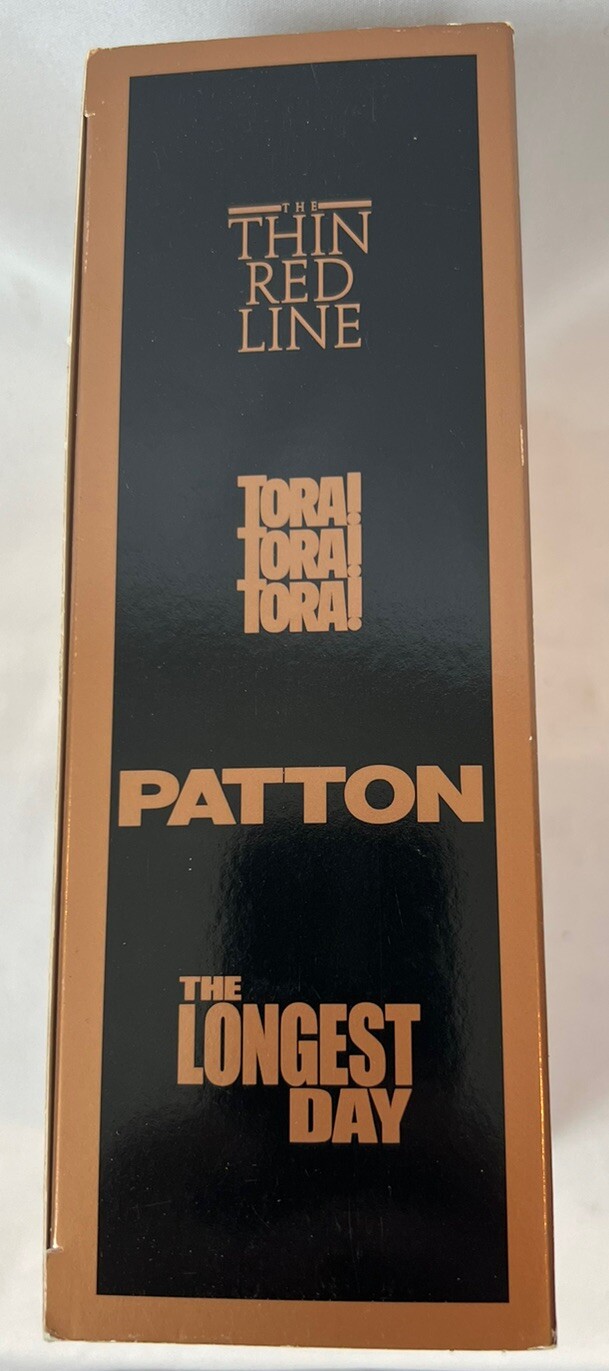 THE
THIN
RED
LINE
TORA!
TORA!
TORA!
PATTON
THE
LONGEST
DAY